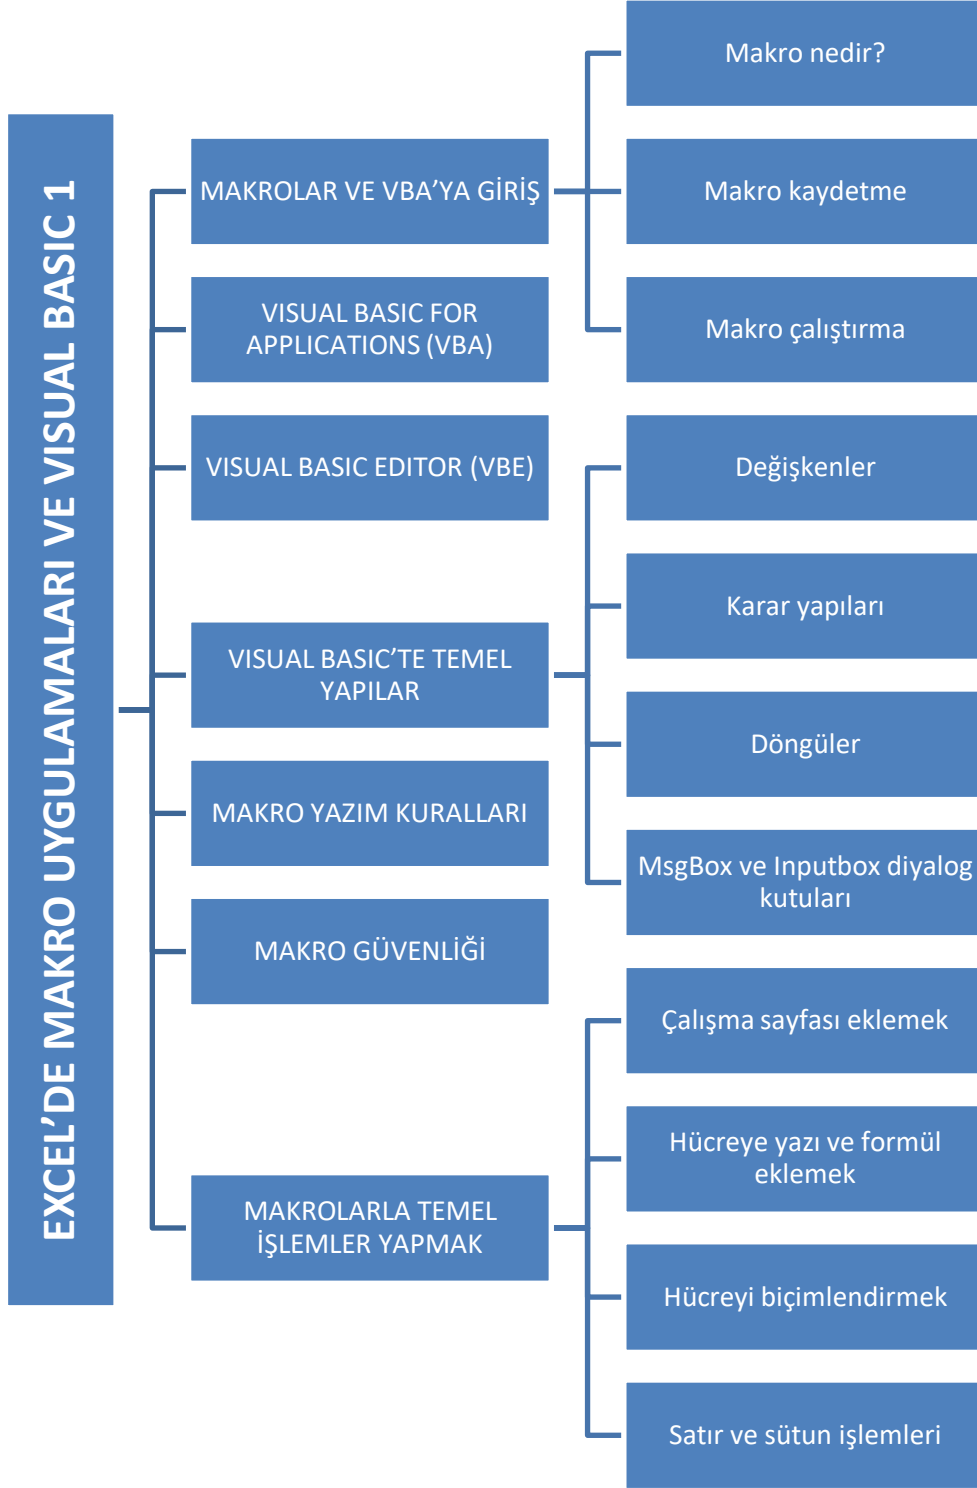 EXCEL’DE MAKRO UYGULAMALARI VE VISUAL BASIC 1
MAKROLAR VE VBA’YA GİRİŞ
Makro nedir?
Makro kaydetme
Makro çalıştırma
VISUAL BASIC FOR
APPLICATIONS (VBA)
VISUAL BASIC EDITOR (VBE)
VISUAL BASIC’TE TEMEL
YAPILAR
Değişkenler
Karar yapıları
Döngüler
MsgBox ve Inputbox diyalog
kutuları
MAKRO YAZIM KURALLARI
MAKRO GÜVENLİĞİ
MAKROLARLA TEMEL
İŞLEMLER YAPMAK
Çalışma sayfası eklemek
Hücreye yazı ve formül
eklemek
Hücreyi biçimlendirmek
Satır ve sütun işlemleri